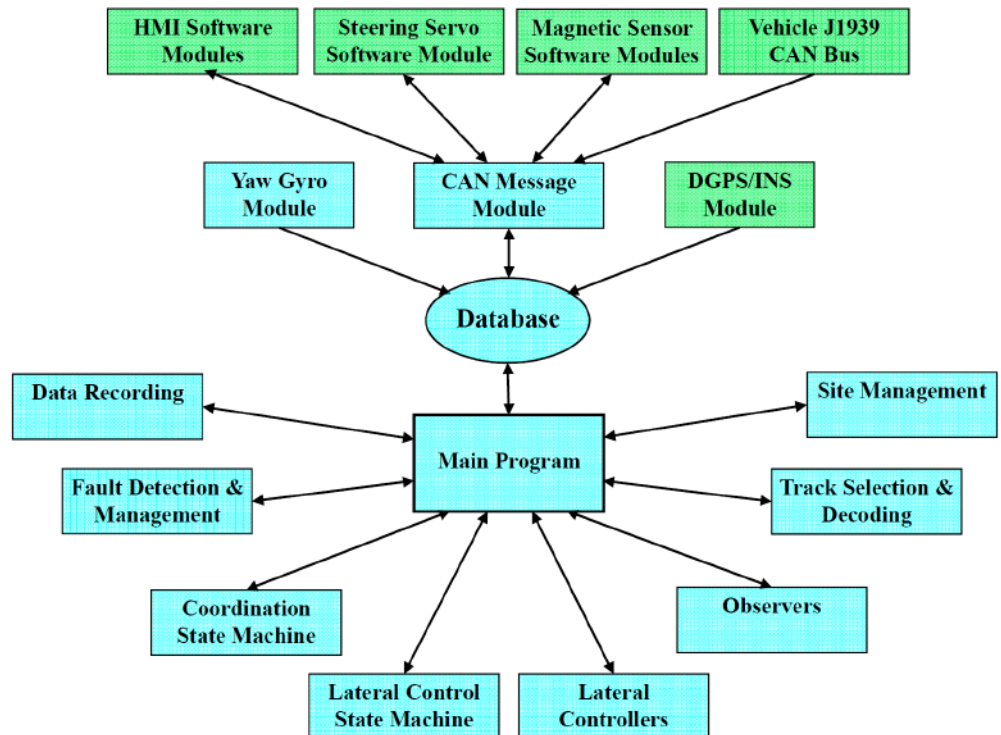 HMI Software
Modules
Steering Servo
Software Module
Magnetic Sensor
Software Modules
Vehicle J1939
CAN Bus
Yaw Gyro
Module
CAN Message
Module
DGPS/INS
Module
Database
Data Recording
Site Management
Main Program
Fault Detection &
Management
Track Selection &
Decoding
Coordination
State Machine
Observers
Lateral Control
State Machine
Lateral
Controllers